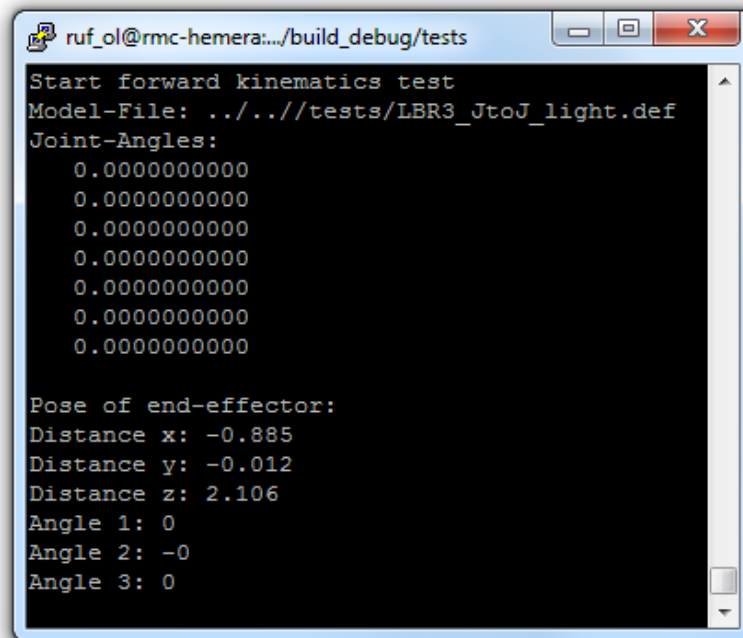 ruf_ol@rmc-hemera:.../build_debug/tests
Start forward kinematics test
Model-File: ../..//tests/LBR3_JtoJ_light.def
Joint-Angles:
0.0000000000
0.0000000000
0.0000000000
0.0000000000
0.0000000000
0.0000000000
0.0000000000
Pose of end-effector:
Distance x: -0.885
Distance y: -0.012
Distance z: 2.106
Angle 1: 0
Angle 2: -0
Angle 3: 0